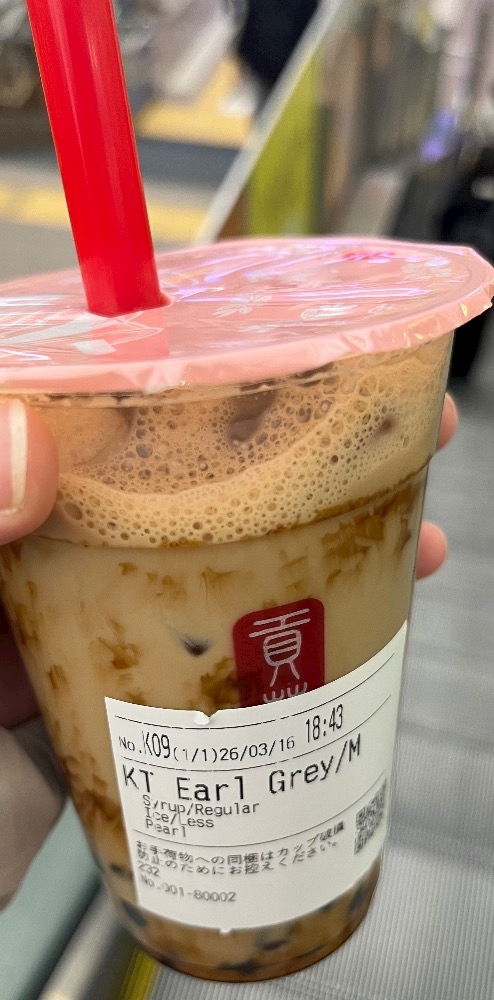 貢
No.K09(1/1)26/03/16 18:43
KT Earl Grey/M
Syrup/Regular
Ice/Less
Pearl
お手荷物への同梱はカップ破損
防止のためにお控えください。
232
No.001-80002